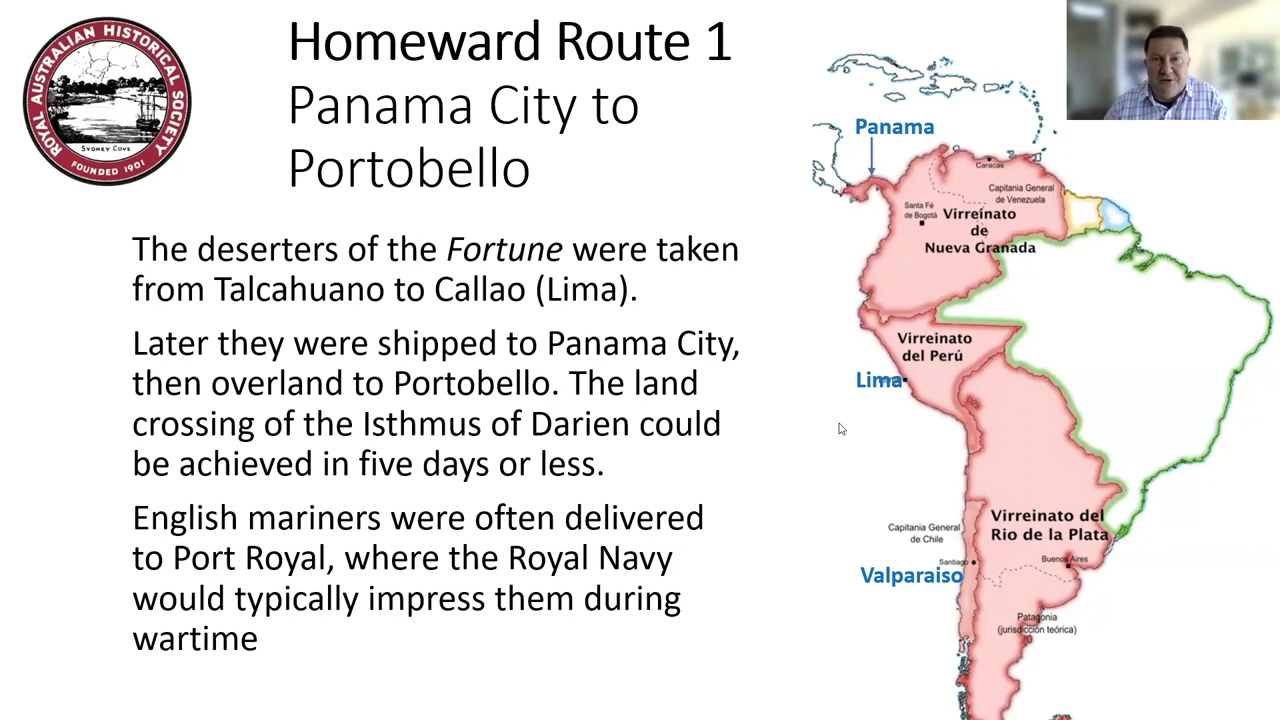 ROYAL AUSTRALIAN HISTORICAL SOCIETY
SYDNEY COVE
FOUNDED 1901
Homeward Route 1
Panama City to
Portobello
The deserters of the Fortune were taken
from Talcahuano to Callao (Lima).
Later they were shipped to Panama City,
then overland to Portobello. The land
crossing of the Isthmus of Darien could
be achieved in five days or less.
English mariners were often delivered
to Port Royal, where the Royal Navy
would typically impress them during
wartime
Panama
Caracas
Capitania General
de Venezuela
Santa Fé
de Bogotá
Virreinato
de
Nueva Granada
Virreinato
del Perú
Lima
Virreinato del
Rio de la Plata
Capitania General
de Chile
Santiago
Buenos Aires
Valparaiso
Patagonia
(jurisdicción teórica)